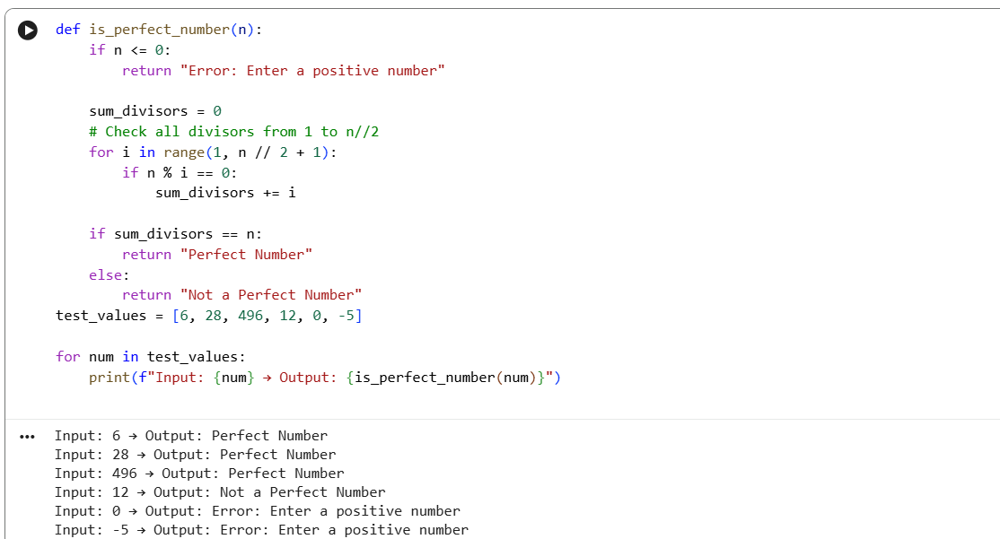 def is_perfect_number(n):
    if n <= 0:
        return "Error: Enter a positive number"

    sum_divisors = 0
    # Check all divisors from 1 to n//2
    for i in range(1, n // 2 + 1):
        if n % i == 0:
            sum_divisors += i

    if sum_divisors == n:
        return "Perfect Number"
    else:
        return "Not a Perfect Number"
test_values = [6, 28, 496, 12, 0, -5]

for num in test_values:
    print(f"Input: {num} → Output: {is_perfect_number(num)}")

Input: 6 → Output: Perfect Number
Input: 28 → Output: Perfect Number
Input: 496 → Output: Perfect Number
Input: 12 → Output: Not a Perfect Number
Input: 0 → Output: Error: Enter a positive number
Input: -5 → Output: Error: Enter a positive number